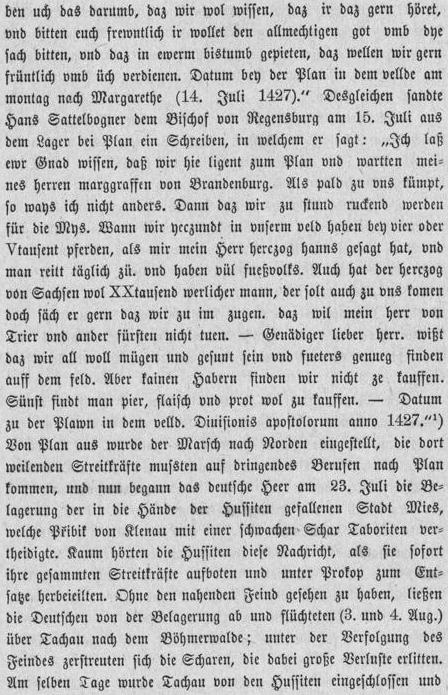 ben uch das darumb, daz wir wol wissen, daz ir daz gern höret,
vnd bitten euch frewntlich ir wollet den allmechtigen got vmb dye
sach bitten, vnd daz in ewerm bistumb gepieten, daz wellen wir gern
früntlich vmb üch verdienen. Datum bey der Plan in dem vellde am
montag nach Margarethe (14. Juli 1427).“ Desgleichen sandte
Hans Sattelbogner dem Bischof von Regensburg am 15. Juli aus
dem Lager bei Plan ein Schreiben, in welchem er sagt: „Ich laß
ewr Gnad wissen, daß wir hie ligent zum Plan vnd wartten mei-
nes herren marggraffen von Brandenburg. Als pald zu vns kümpt,
so ways ich nicht anders. Dann daz wir zu stund ruckend werden
für die Mys. Wann wir yeczundt in vnserm veld haben bey vier oder
Vtausent pferden, als mir mein Herr herczog hanns gesagt hat, vnd
man reitt täglich zü. vnd haben vül fueßvolks. Auch hat der herczog
von Sachsen wol XXtausend werlicher mann, der solt auch zu vns komen
doch säch er gern daz wir zu im zugen. daz wil mein herr von
Trier vnd ander fürsten nicht tuen. — Genädiger lieber herr. wißt
daz wir all woll mügen und gesunt sein vnd fueters genueg finden
auff dem feld. Aber kainen Habern finden wir nicht ze kauffen.
Sünst findt man pier, flaisch vnd prot wol zu kauffen. — Datum
zu der Plawn in dem velld. Diuisionis apostolorum anno 1427.“¹)
Von Plan aus wurde der Marsch nach Norden eingestellt, die dort
weilenden Streitkräfte mussten auf dringendes Berufen nach Plan
kommen, und nun begann das deutsche Heer am 23. Juli die Be-
lagerung der in die Hände der Hussiten gefallenen Stadt Mies,
welche Přibik von Klenau mit einer schwachen Schar Taboriten ver-
theidigte. Kaum hörten die Hussiten diese Nachricht, als sie sofort
ihre gesammten Streitkräfte aufboten und unter Prokop zum Ent-
satze herbeieilten. Ohne den nahenden Feind gesehen zu haben, ließen
die Deutschen von der Belagerung ab und flüchteten (3. und 4. Aug.)
über Tachau nach dem Böhmerwalde; unter der Verfolgung des
Feindes zerstreuten sich die Scharen, die dabei große Verluste erlitten.
Am selben Tage wurde Tachau von den Hussiten eingeschlossen und